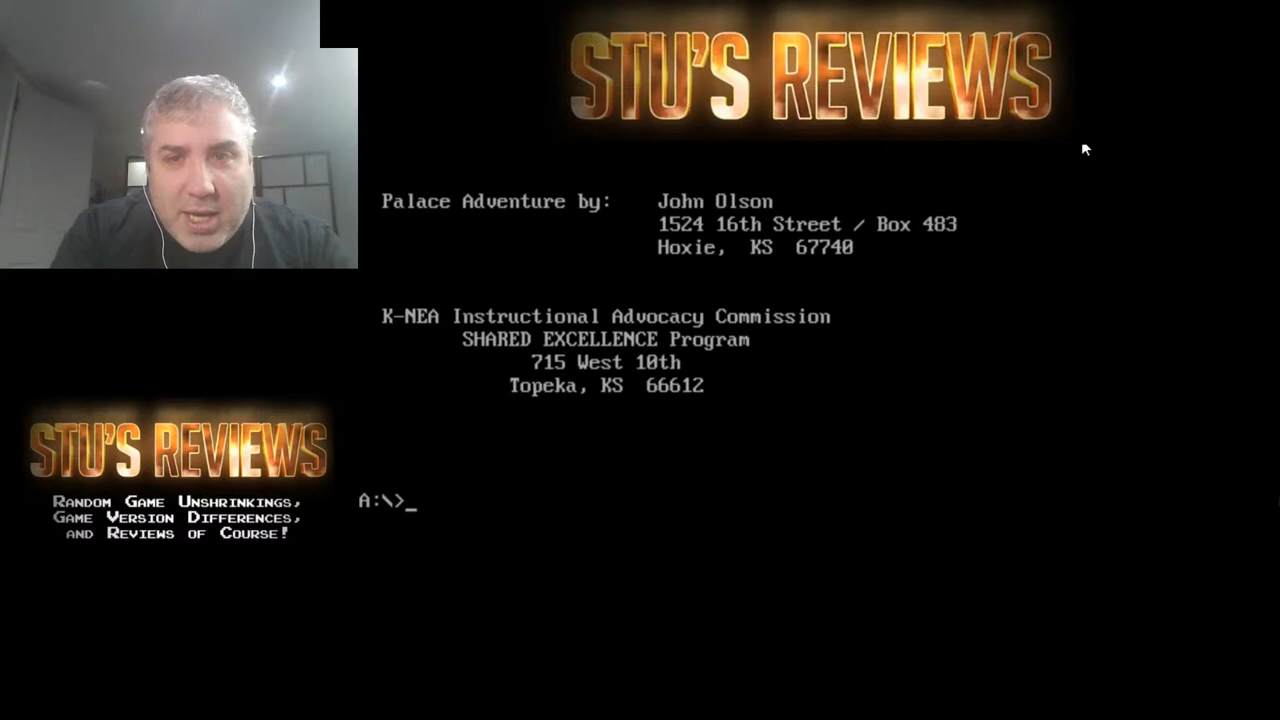 STU'S REVIEWS
Palace Adventure by: John Olson
1524 16th Street / Box 483
Hoxie, KS 67740
K-NEA Instructional Advocacy Commission
SHARED EXCELLENCE Program
715 West 10th
Topeka, KS 66612
STU'S REVIEWS
Random Game Unshrinkings,
Game Version Differences,
and Reviews of Course!
A:\>_